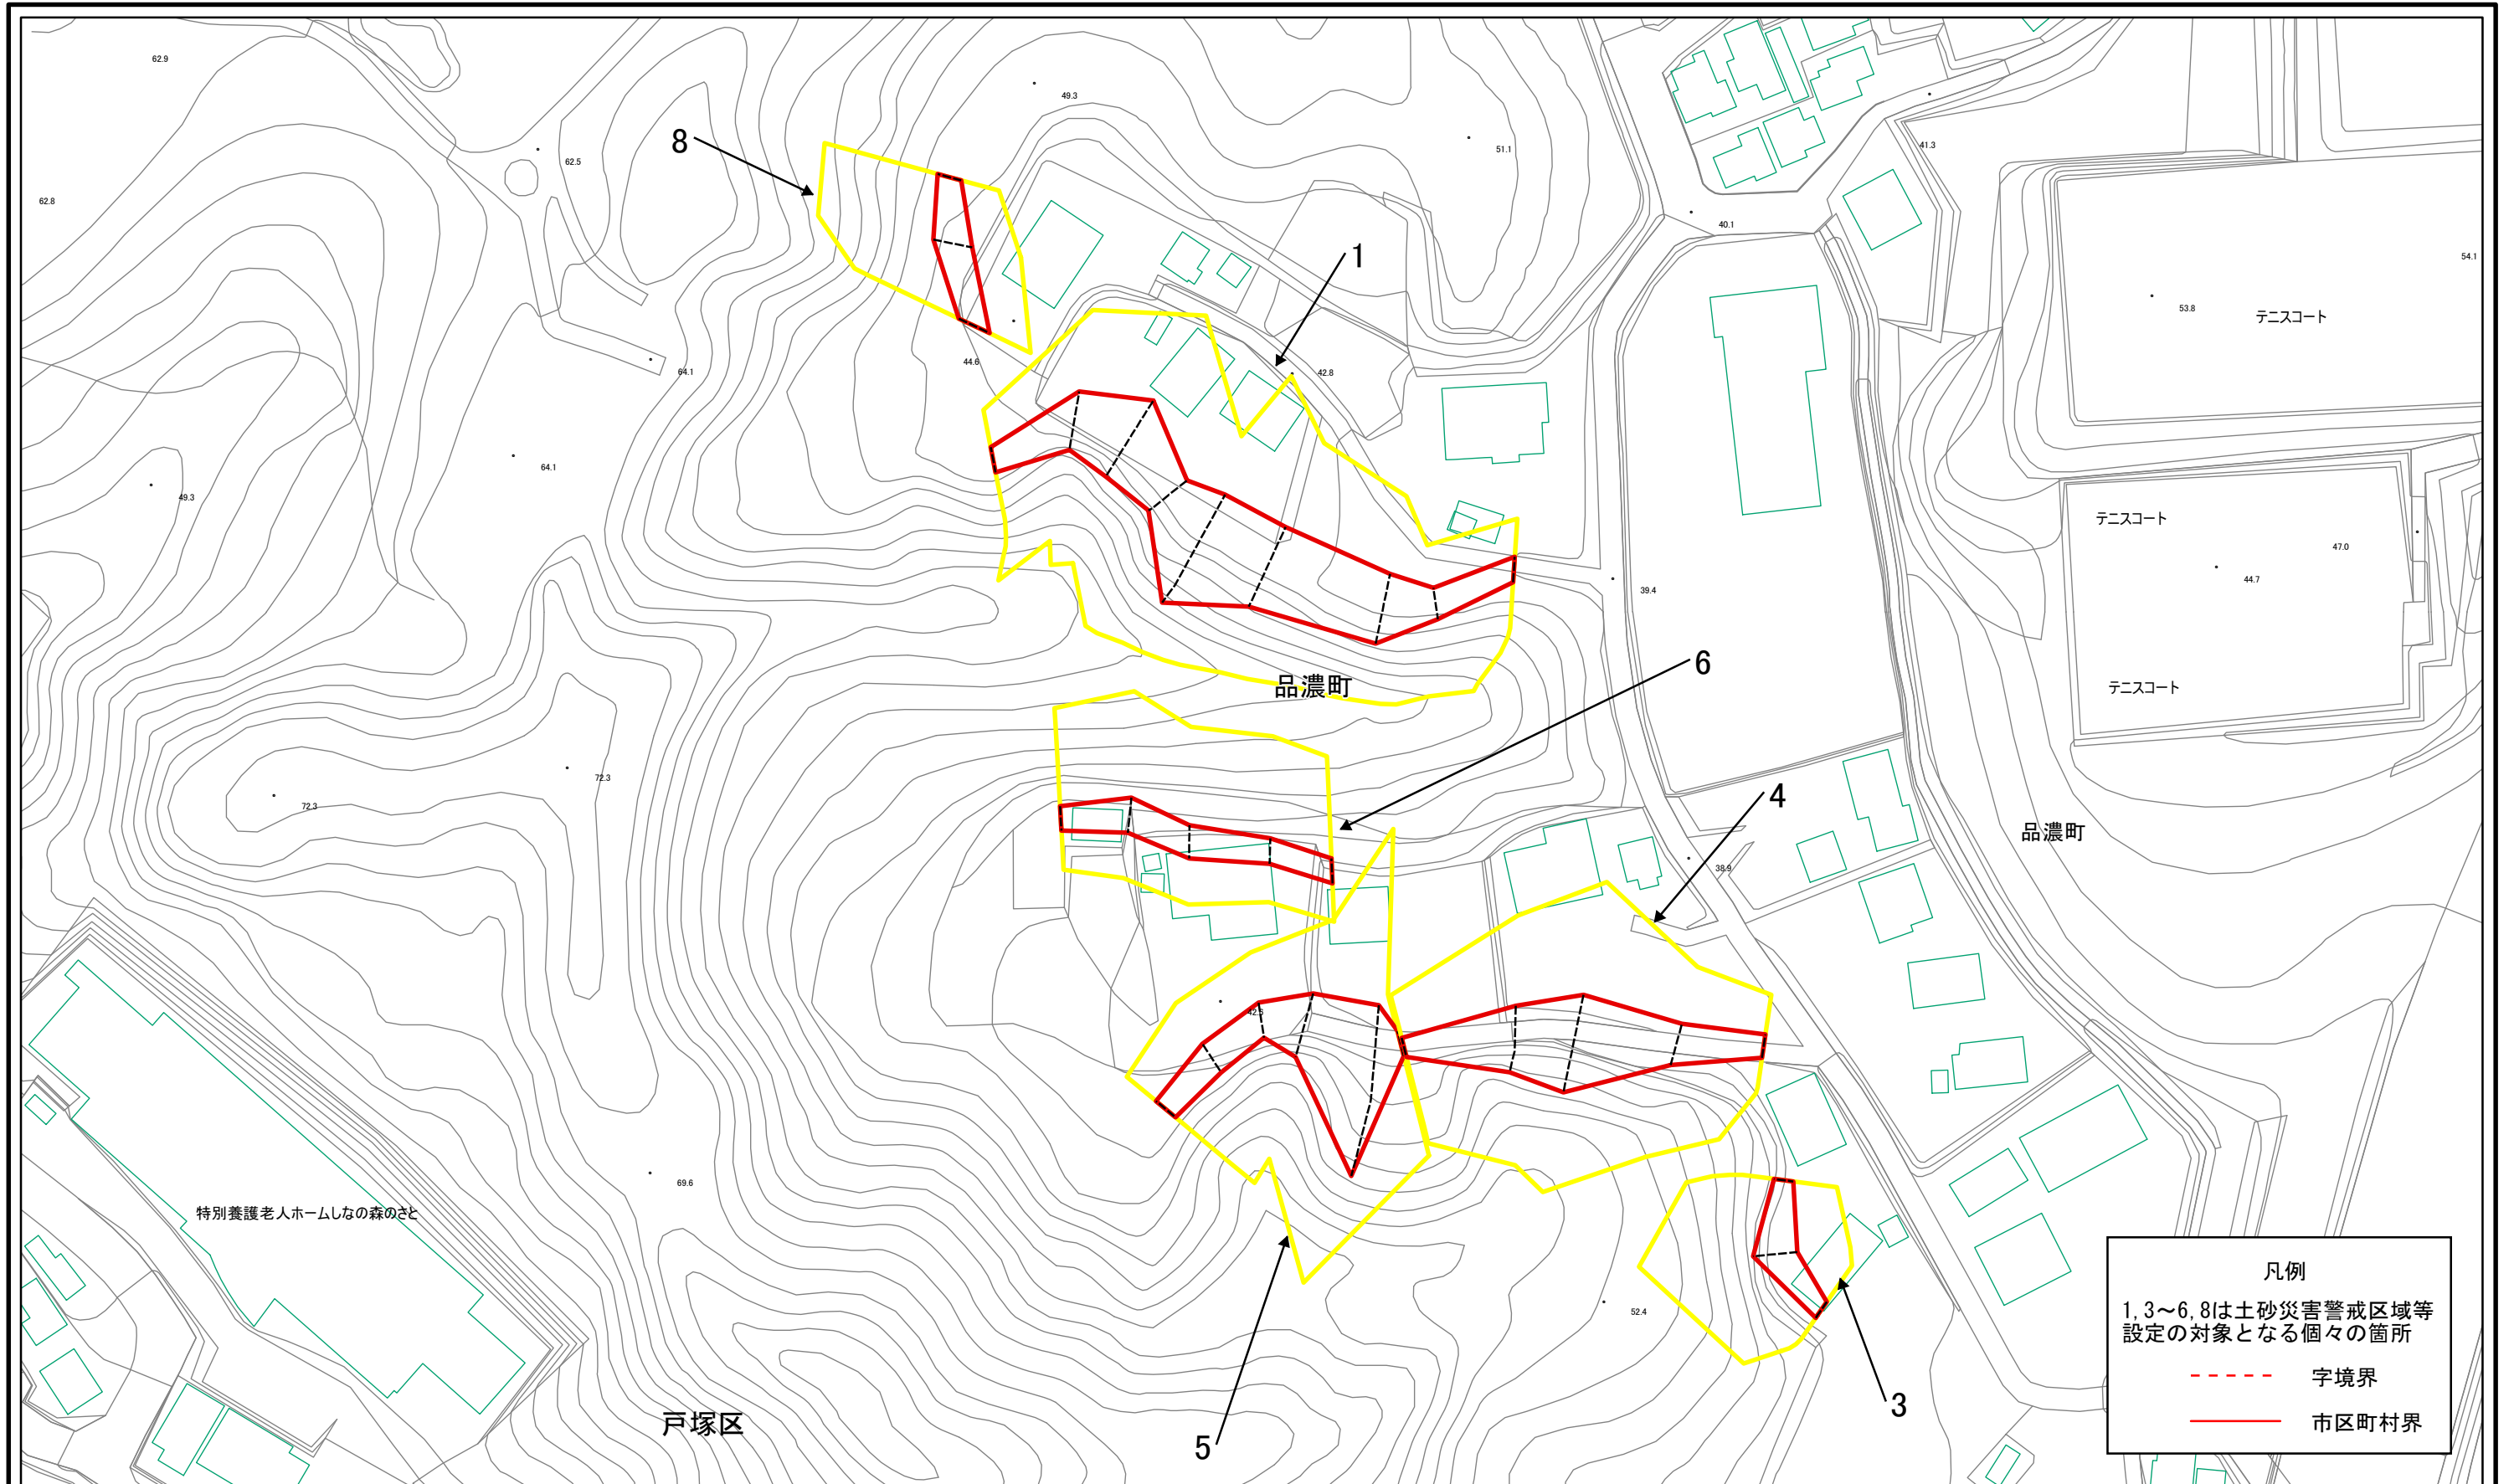 62.9
49.3
8
62.5
51.1
41.3
62.8
40.1
54.1
1
53.8
テニスコート
44.6
64.1
42.8
64.1
49.3
テニスコート
47.0
44.7
39.4
6
品濃町
テニスコート
72.3
4
72.3
品濃町
38.9
69.6
特別養護老人ホームしなの森のさと
52.4
3
戸塚区
5
凡例
1,3～6,8は土砂災害警戒区域等
設定の対象となる個々の箇所
字境界
市区町村界